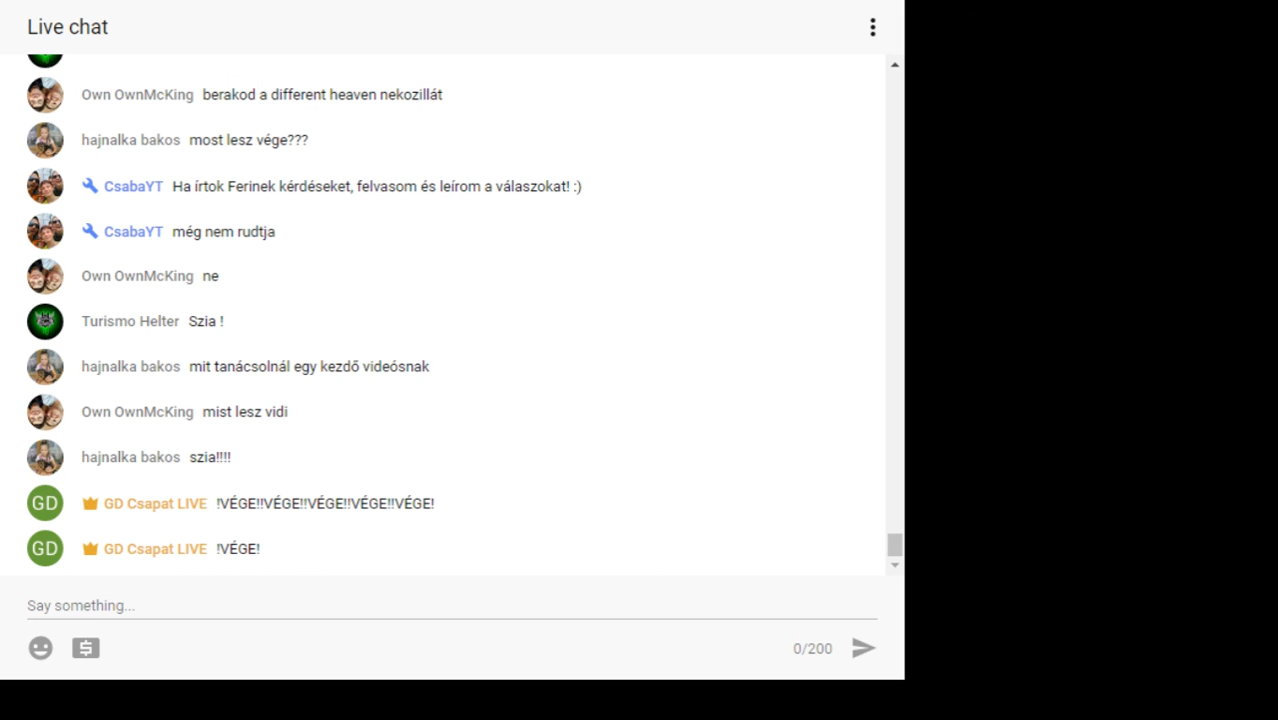 Live chat
Own OwnMcKing berakod a different heaven nekozillát
hajnalka bakos most lesz vége???
CsabaYT Ha írtok Ferinek kérdéseket, felvasom és leírom a válaszokat! :)
CsabaYT még nem rudtja
Own OwnMcKing ne
Turismo Helter Szia !
hajnalka bakos mit tanácsolnál egy kezdő videósnak
Own OwnMcKing mist lesz vidi
hajnalka bakos szia!!!!
GD GD Csapat LIVE !VÉGE!!VÉGE!!VÉGE!!VÉGE!!VÉGE!
GD GD Csapat LIVE !VÉGE!
Say something...
0/200